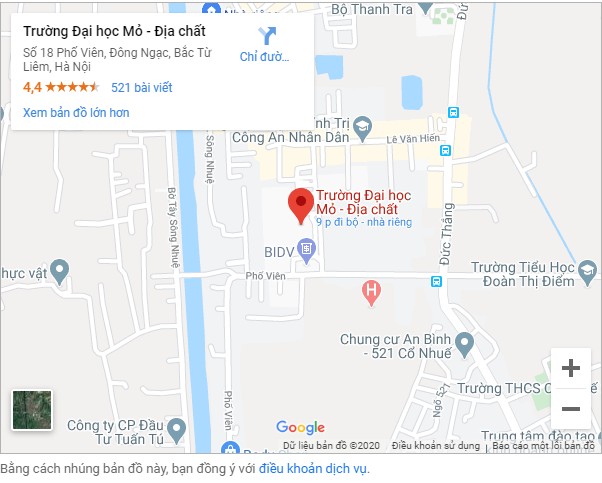 Bộ Thanh Tra
Trường Đại học Mỏ - Địa chất
Số 18 Phố Viên, Đông Ngạc, Bắc Từ
Liêm, Hà Nội
Chỉ đườ...
4,4
521 bài viết
Xem bản đồ lớn hơn
nh Trị
Công An Nhân Dân
Lê Văn Hiến
Sông Nhuệ
Bờ Tây Sông Nhuệ
Trường Đại học
Mỏ - Địa chất
9 p đi bộ - nhà riêng
Đức Thắng
BIDV
Phố Viên
hực vật
H
Trường Tiểu Học
Đoàn Thị Điểm
Chung cư An Bình
- 521 Cổ Nhuế
+
Trường THCS C
Ngõ 521
−
Phố Viên
Công ty CP Đầu
Tư Tuấn Tú
Google
Trung tâm đào tạo
Dữ liệu bản đồ ©2020
Điều khoản sử dụng
Báo cáo một lỗi bản đồ
Bằng cách nhúng bản đồ này, bạn đồng ý với điều khoản dịch vụ.